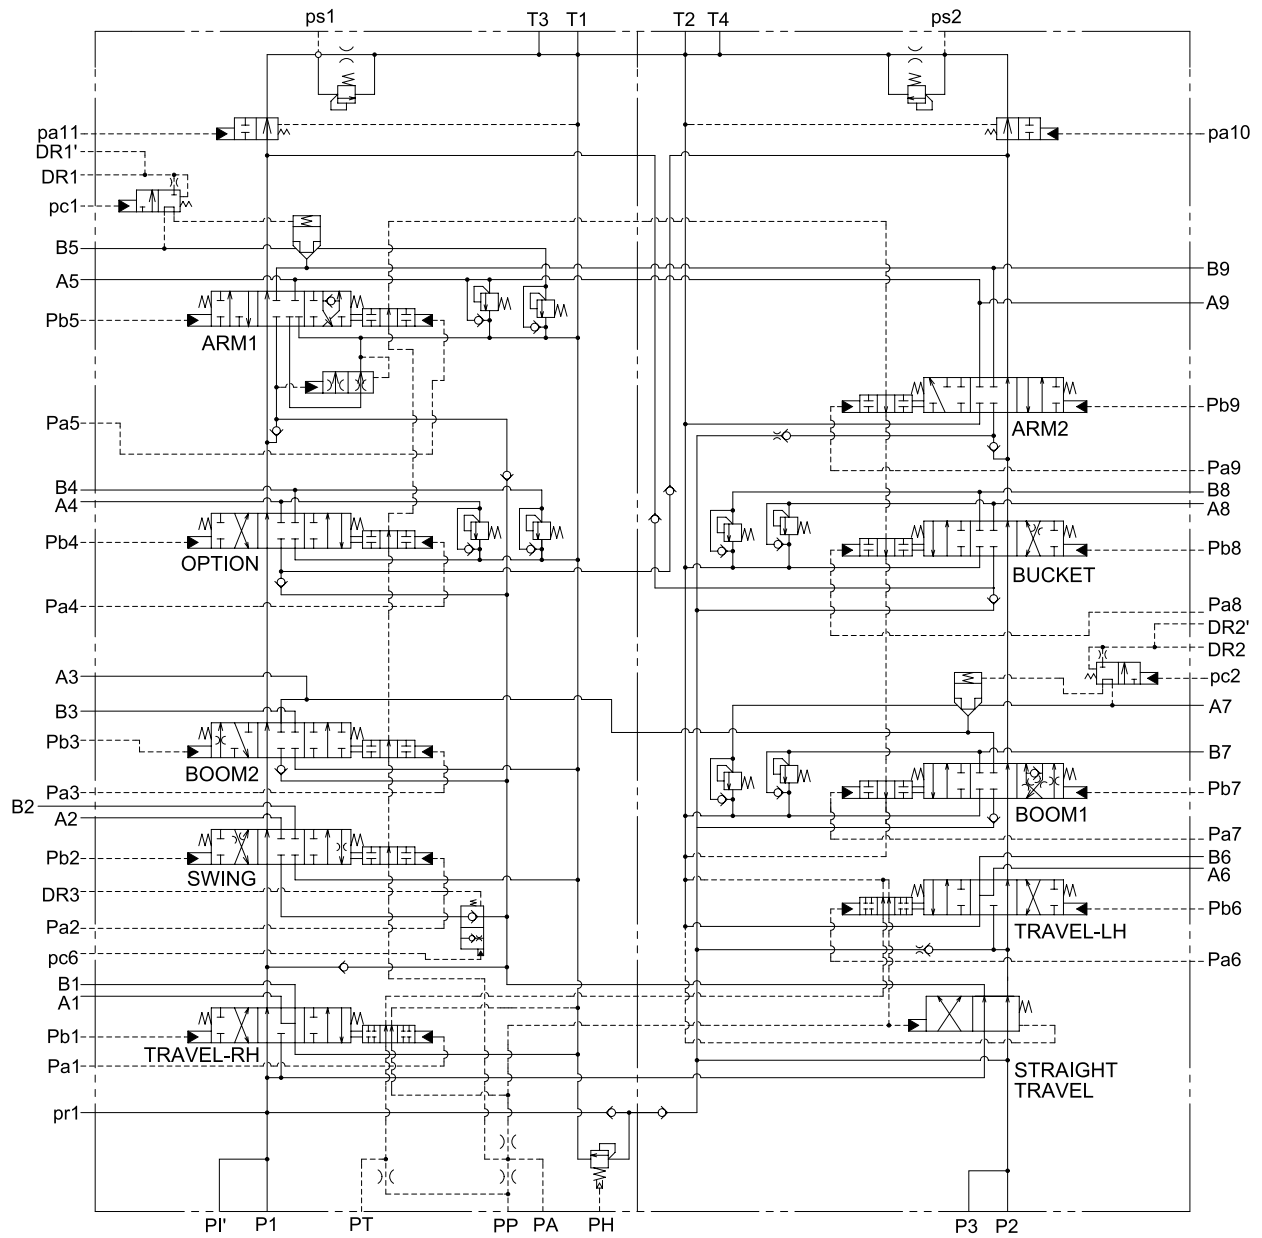 ps1
T3
T1
T2
T4
ps2
pa11
pa10
DR1'
DR1
pc1
B5
A5
B9
A9
Pb5
ARM1
Pb9
ARM2
Pa5
Pa9
B4
A4
B8
A8
Pb4
OPTION
Pb8
BUCKET
Pa4
Pa8
DR2'
DR2
A3
pc2
B3
A7
Pb3
BOOM2
B7
Pa3
Pb7
BOOM1
B2
A2
Pa7
Pb2
SWING
B6
A6
DR3
Pb6
Pa2
TRAVEL-LH
pc6
Pa6
B1
A1
Pb1
TRAVEL-RH
Pa1
STRAIGHT
TRAVEL
pr1
PI'
P1
PT
PP
PA
PH
P3
P2